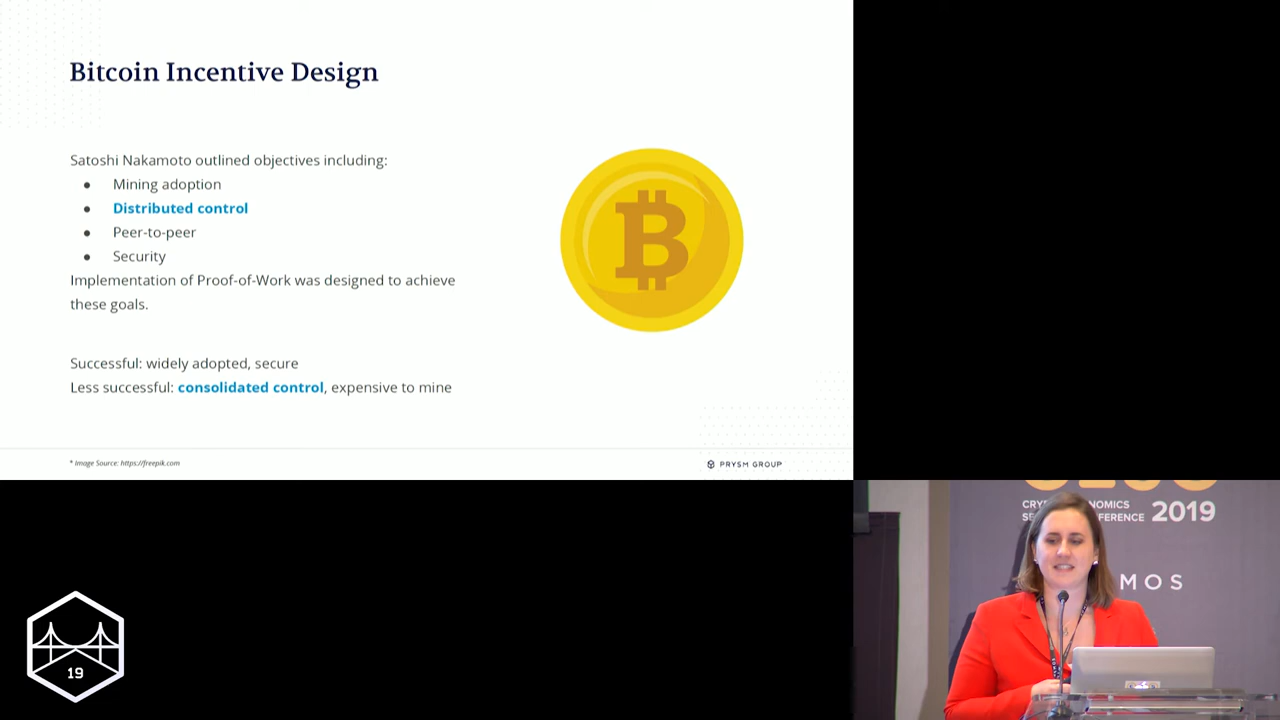 Bitcoin Incentive Design
Satoshi Nakamoto outlined objectives including:
● Mining adoption
● Distributed control
● Peer-to-peer
● Security
Implementation of Proof-of-Work was designed to achieve
these goals.
Successful: widely adopted, secure
Less successful: consolidated control, expensive to mine
* Image Source: https://freepik.com
PRYSM GROUP
2019
MOS
19